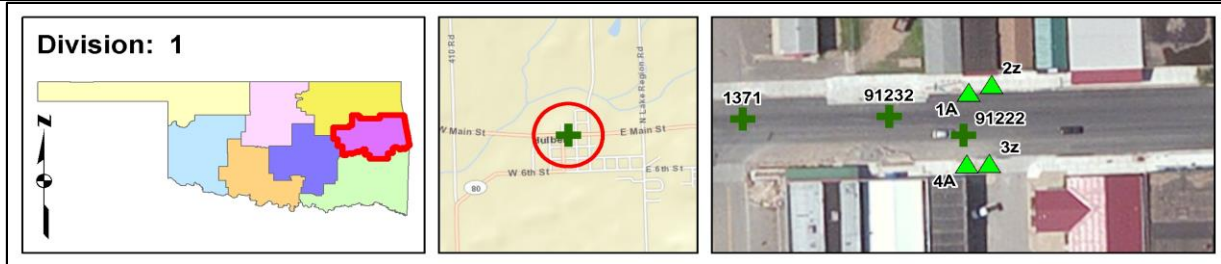 Division: 1
N
410 Rd
N Lake Region Rd
W Main St
E Main St
Hulbe
W 6th St
E 6th St
80
2z
1371
91232
1A
91222
3z
4A